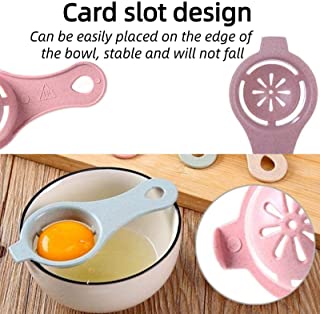 Card slot design
Can be easily placed on the edge of
the bowl, stable and will not fall